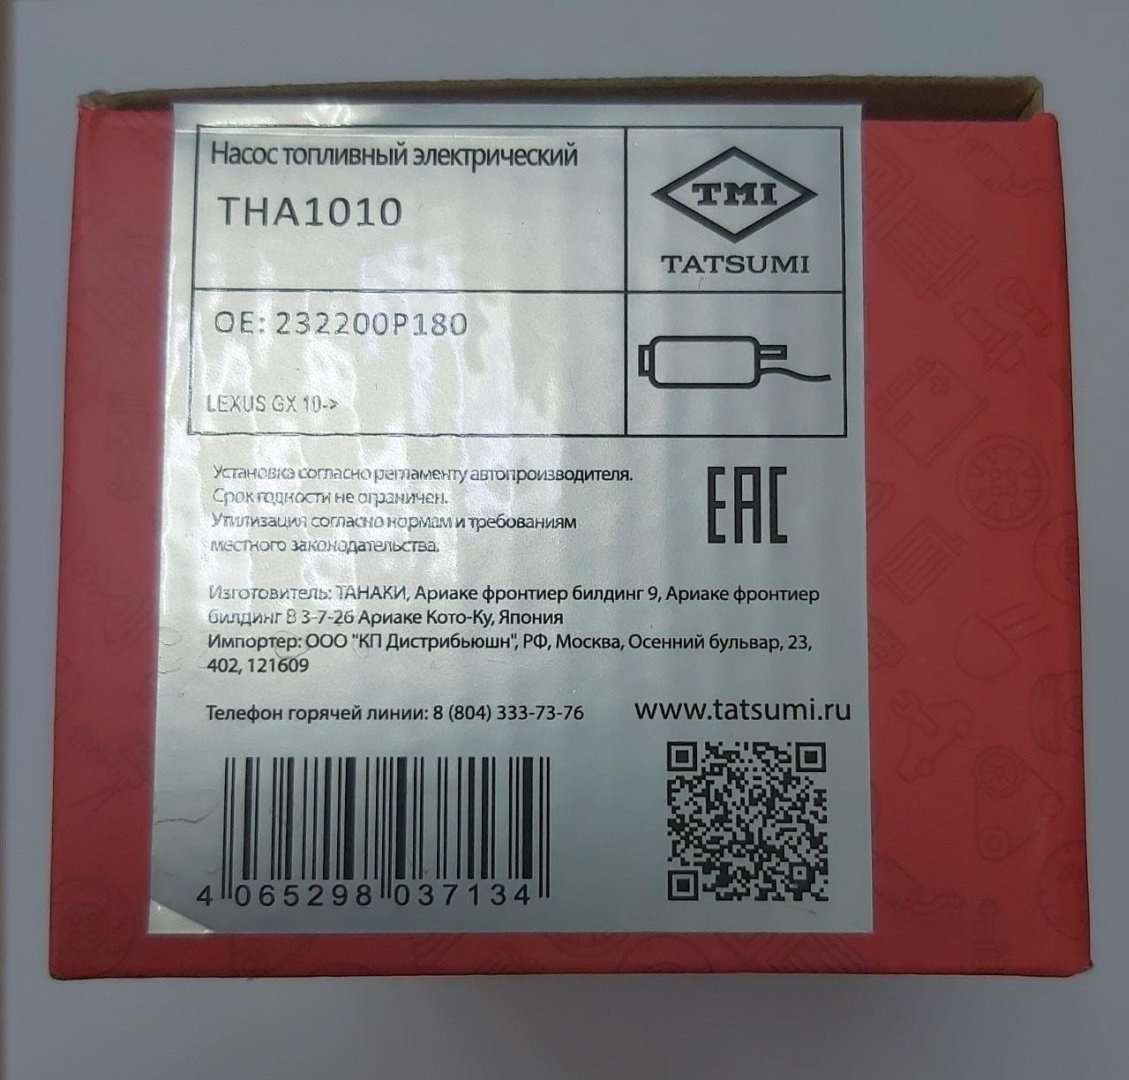 Насос топливный электрический
THA1010
TMI
TATSUMI
OE: 232200P180
LEXUS GX 10->
Установка согласно регламенту автопроизводителя.
Срок годности не ограничен.
Утилизация согласно нормам и требованиям
местного законодательства.
EAC
Изготовитель: ТАНАКИ, Ариаке фронтиер билдинг 9, Ариаке фронтиер
билдинг В 3-7-26 Ариаке Кото-Ку, Япония
Импортер: ООО "КП Дистрибьюшн", РФ, Москва, Осенний бульвар, 23,
402, 121609
Телефон горячей линии: 8 (804) 333-73-76
www.tatsumi.ru
4 065298 037134